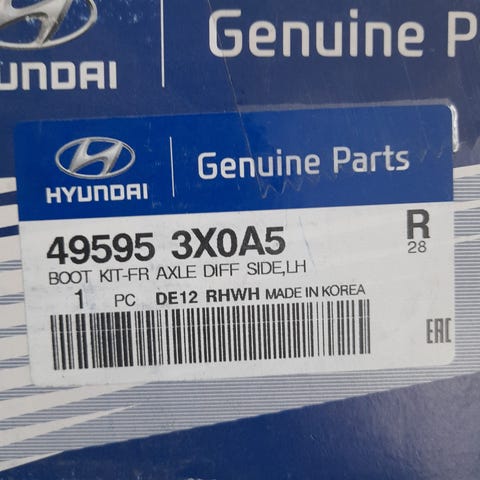 HYUNDAI
Genuine P
HYUNDAI
Genuine Parts
49595 3X0A5
R
28
BOOT KIT-FR AXLE DIFF SIDE,LH
1 PC DE12 RHWH MADE IN KOREA
EAC